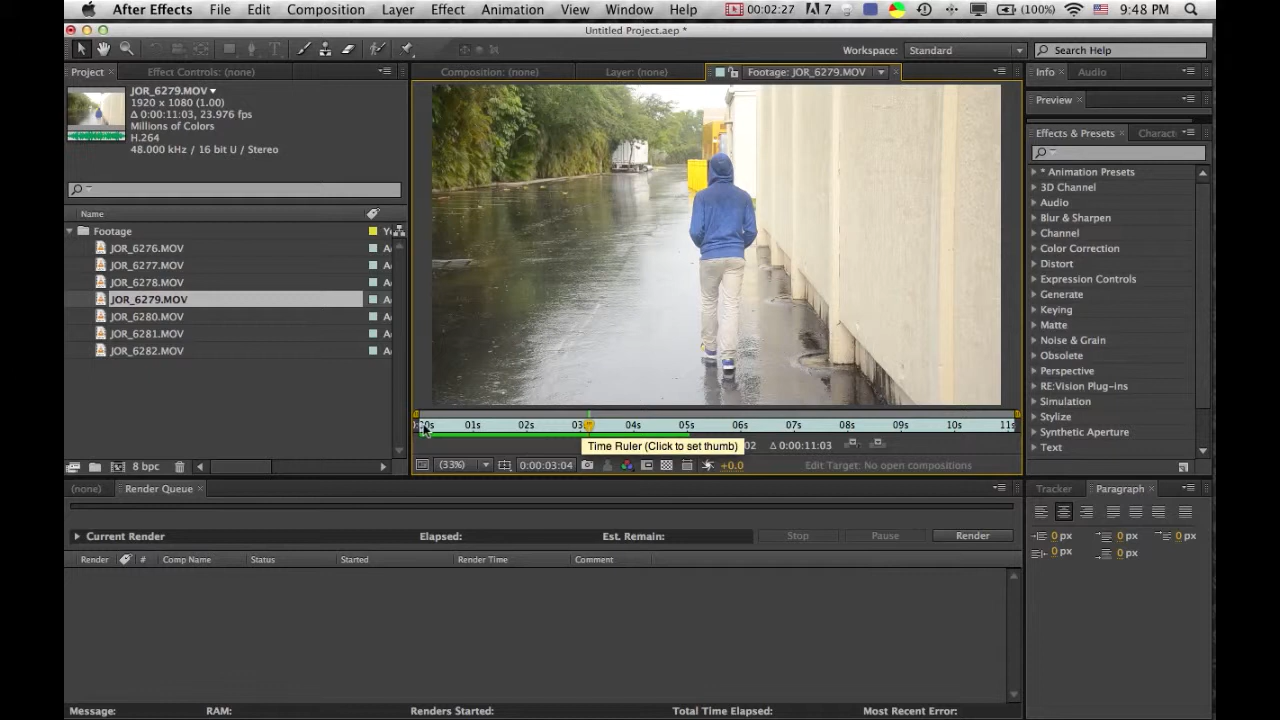 After Effects File Edit Composition Layer Effect Animation View Window Help 00:02:27 7 (100%) 9:48 PM
Untitled Project.aep *
Workspace: Standard Search Help
Project Effect Controls: (none) Composition: (none) Layer: (none) Footage: JOR_6279.MOV Info Audio
JOR_6279.MOV
1920 x 1080 (1.00)
Δ 0:00:11:03, 23.976 fps
Millions of Colors
H.264
48.000 kHz / 16 bit U / Stereo
Preview
Effects & Presets Charact
Name
Footage
JOR_6276.MOV
JOR_6277.MOV
JOR_6278.MOV
JOR_6279.MOV
JOR_6280.MOV
JOR_6281.MOV
JOR_6282.MOV
* Animation Presets
3D Channel
Audio
Blur & Sharpen
Channel
Color Correction
Distort
Expression Controls
Generate
Keying
Matte
Noise & Grain
Obsolete
Perspective
RE:Vision Plug-ins
Simulation
Stylize
Synthetic Aperture
Text
01s 02s 03 04s 05s 06s 07s 08s 09s 10s 11s
Time Ruler (Click to set thumb) 02 Δ 0:00:11:03
8 bpc (33%) 0:00:03:04 +0.0 Edit Target: No open compositions
(none) Render Queue Tracker Paragraph
Current Render Elapsed: Est. Remain: Stop Pause Render
0 px 0 px 0 px
0 px 0 px
Render # Comp Name Status Started Render Time Comment
Message: RAM: Renders Started: Total Time Elapsed: Most Recent Error: